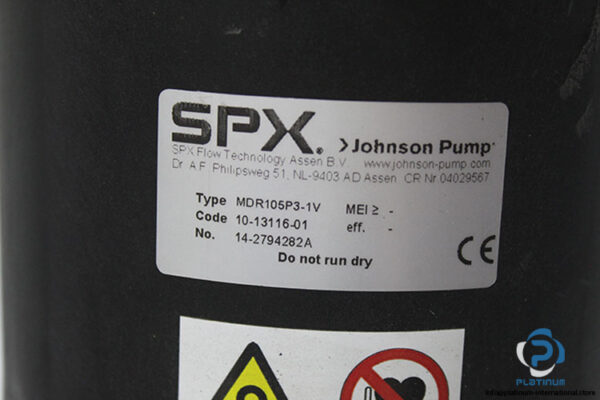 SPX. Johnson Pump
SPX Flow Technology Assen B.V. www.johnson-pump.com
Dr. A.F. Philipsweg 51, NL-9403 AD Assen CR Nr 04029567
Type MDR105P3-1V MEI ≥ -
Code 10-13116-01 eff. -
No. 14-2794282A
Do not run dry
CE
PLATINUM
info@platinum-international.store